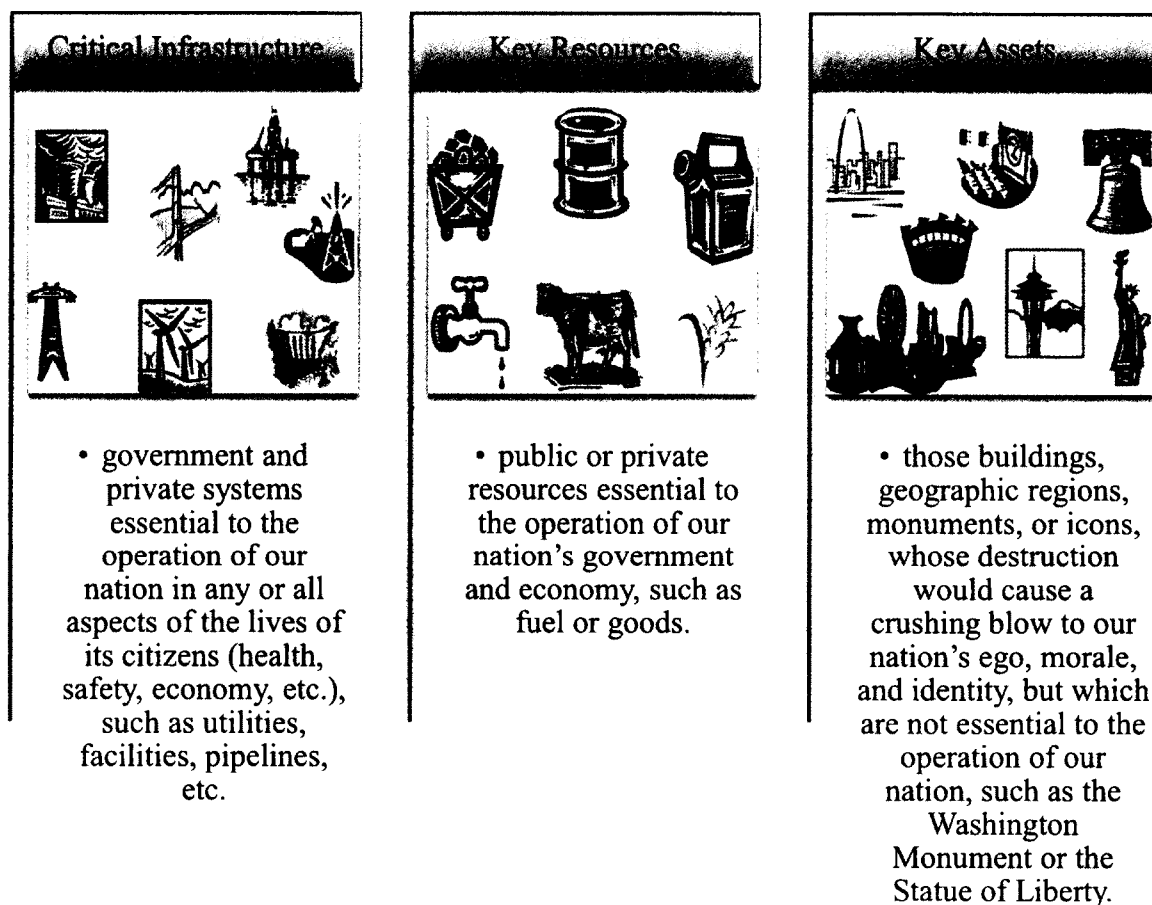 Critical Infrastructure
• government and
private systems
essential to the
operation of our
nation in any or all
aspects of the lives of
its citizens (health,
safety, economy, etc.),
such as utilities,
facilities, pipelines,
etc.
Key Resources
• public or private
resources essential to
the operation of our
nation’s government
and economy, such as
fuel or goods.
Key Assets
• those buildings,
geographic regions,
monuments, or icons,
whose destruction
would cause a
crushing blow to our
nation’s ego, morale,
and identity, but which
are not essential to the
operation of our
nation, such as the
Washington
Monument or the
Statue of Liberty.